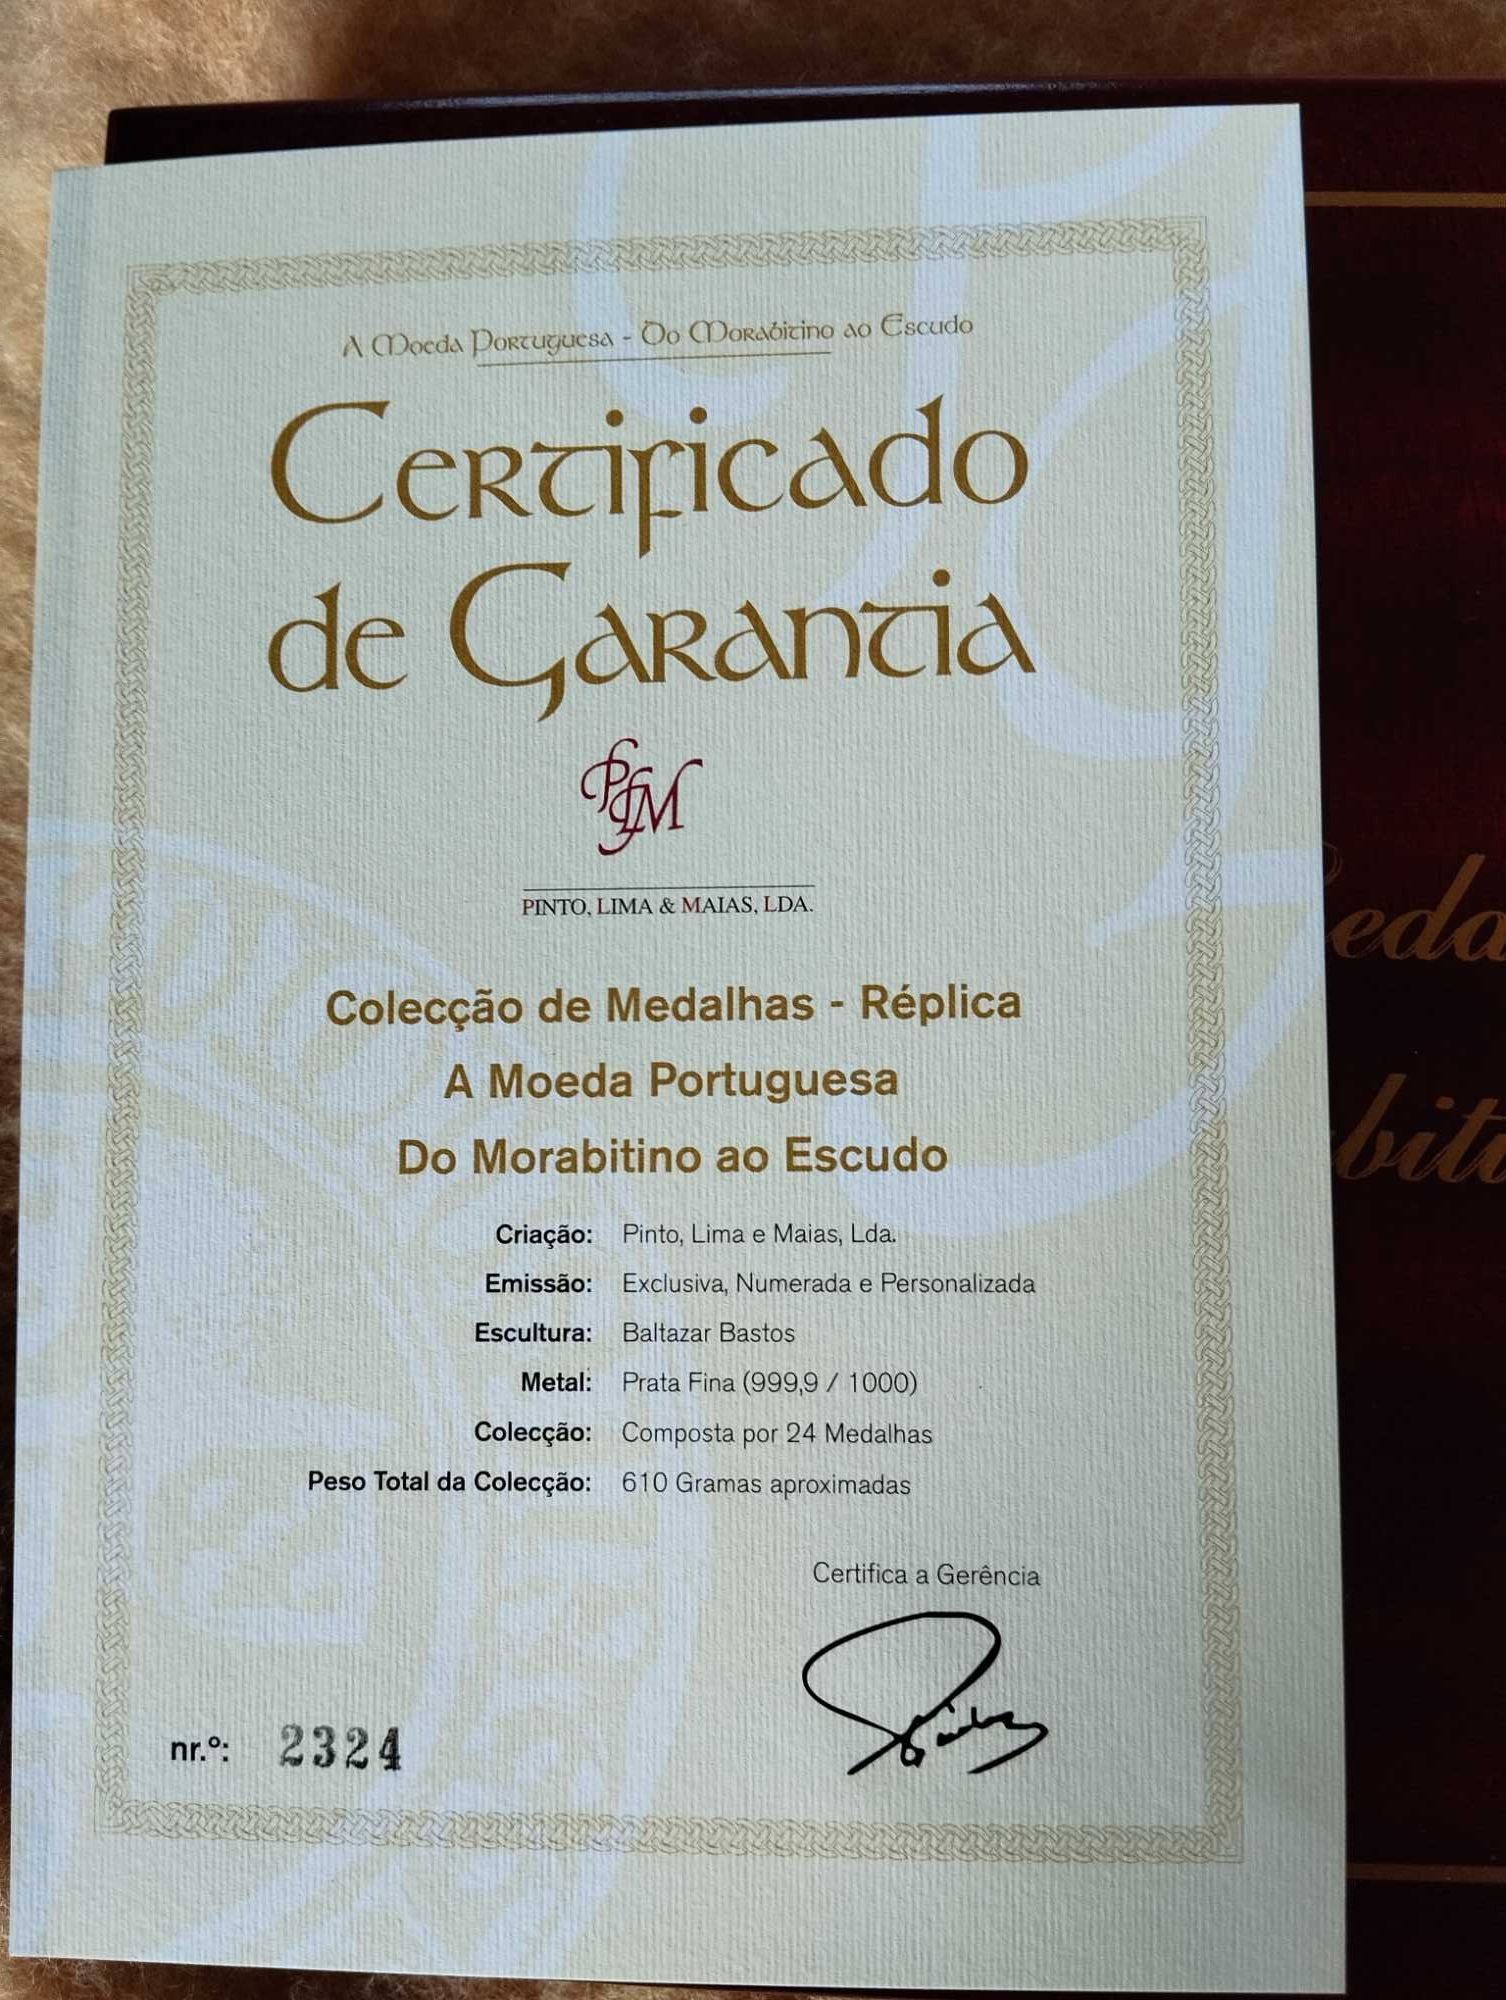 A Moeda Portuguesa - Do Morabitino ao Escudo
Certificado
de Garantia
PLM
PINTO, LIMA & MAIAS, LDA.
Colecção de Medalhas - Réplica
A Moeda Portuguesa
Do Morabitino ao Escudo
Criação: Pinto, Lima e Maias, Lda.
Emissão: Exclusiva, Numerada e Personalizada
Escultura: Baltazar Bastos
Metal: Prata Fina (999,9 / 1000)
Colecção: Composta por 24 Medalhas
Peso Total da Colecção: 610 Gramas aproximadas
Certifica a Gerência
nr.º: 2324